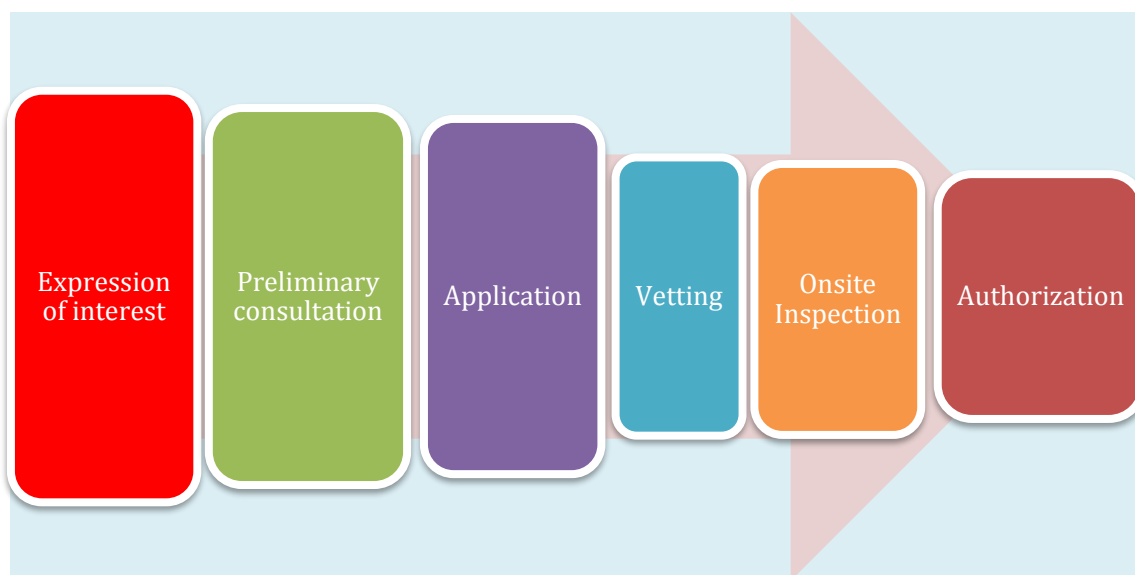 Expression
of interest
Preliminary
consultation
Application
Vetting
Onsite
Inspection
Authorization